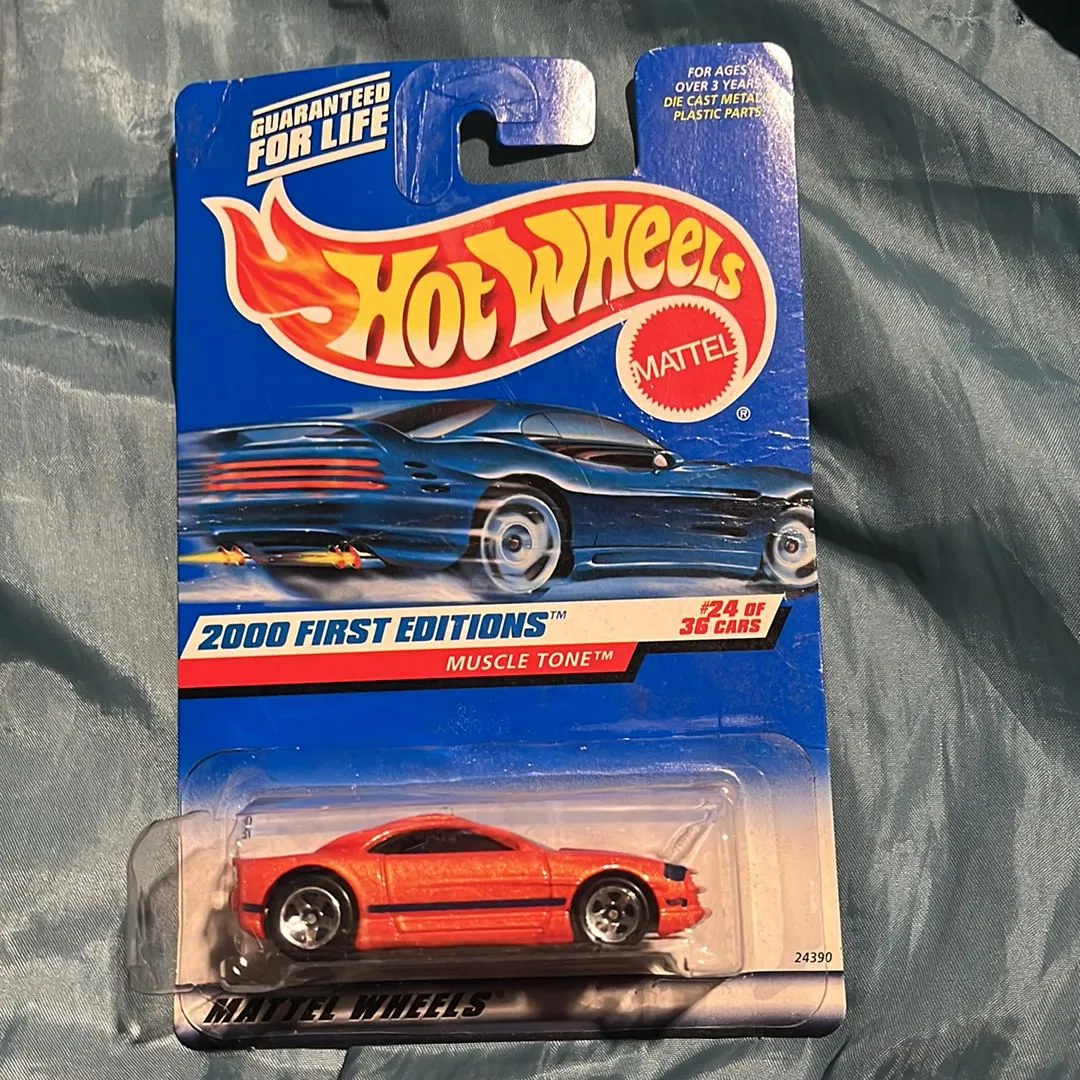 GUARANTEED
FOR LIFE
FOR AGES
OVER 3 YEARS
DIE CAST METAL
PLASTIC PARTS
HOT WHEELS
MATTEL
®
2000 FIRST EDITIONS™
#24 OF
36 CARS
MUSCLE TONE™
24390
MATTEL WHEELS